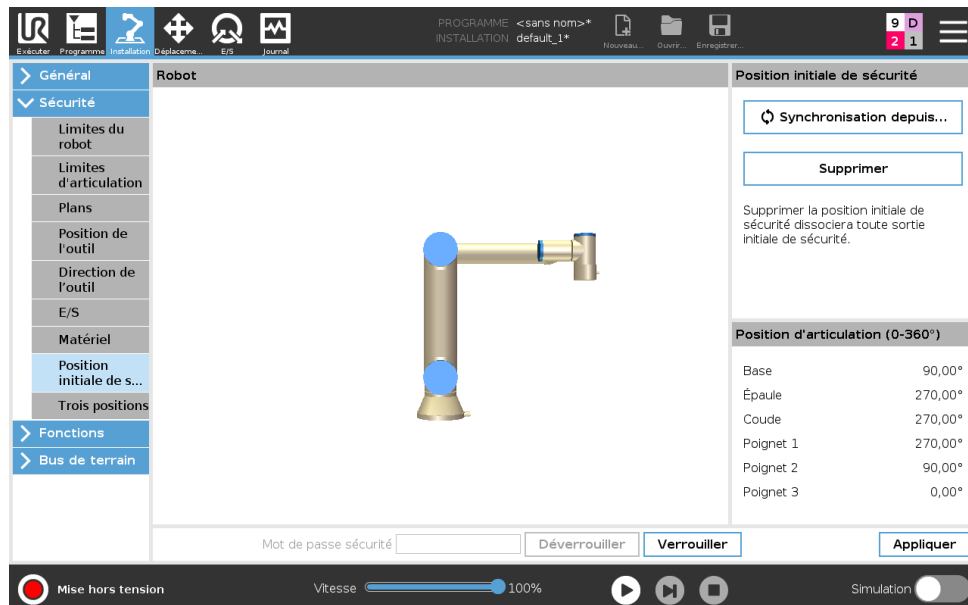 UR
PROGRAMME <sans nom>*
INSTALLATION default_1*
Exécuter Programme Installation Déplaceme... E/S Journal
Nouveau... Ouvrir... Enregistrer...
9 D
2 1
Général
Sécurité
Limites du
robot
Limites
d'articulation
Plans
Position de
l'outil
Direction de
l'outil
E/S
Matériel
Position
initiale de s...
Trois positions
Fonctions
Bus de terrain
Robot
Position initiale de sécurité
Synchronisation depuis...
Supprimer
Supprimer la position initiale de
sécurité dissociera toute sortie
initiale de sécurité.
Position d'articulation (0-360°)
Base 90,00°
Épaule 270,00°
Coude 270,00°
Poignet 1 270,00°
Poignet 2 90,00°
Poignet 3 0,00°
Mot de passe sécurité Déverrouiller Verrouiller Appliquer
Mise hors tension Vitesse 100% Simulation